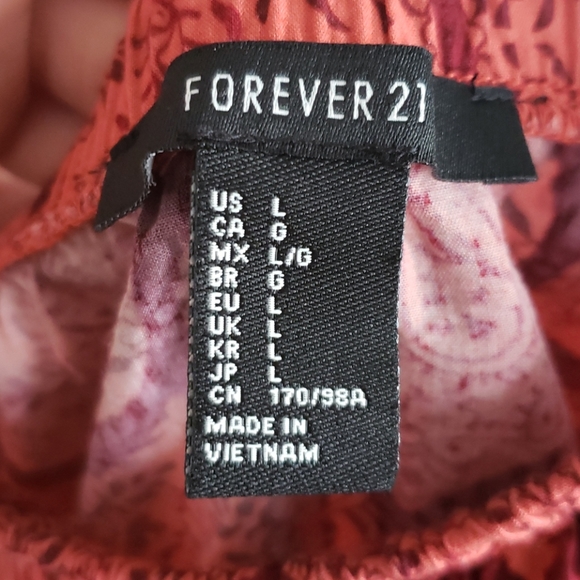 FOREVER 21
US L
CA G
MX L/G
BR G
EU L
UK L
KR L
JP L
CN 170/98A
MADE IN
VIETNAM